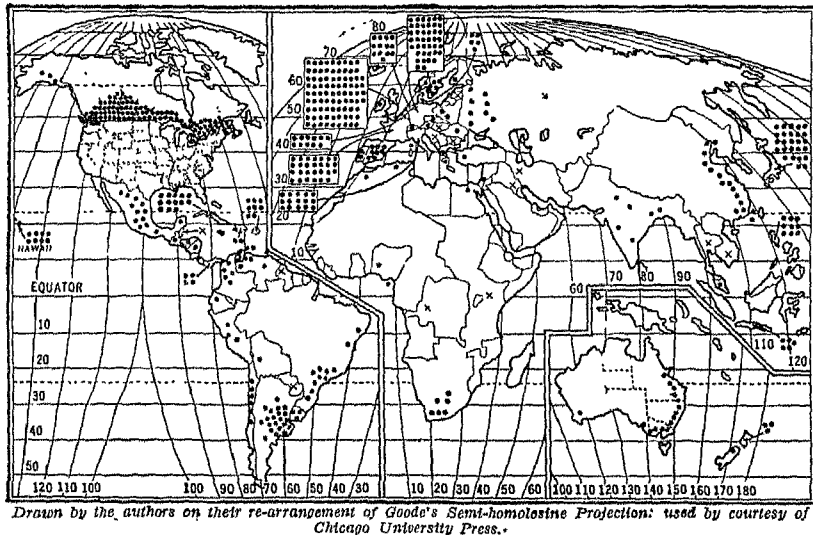 80
70
60
50
40
30
20
10
HAWAII
EQUATOR
10
20
30
40
50
60 70 80 90
110
120
120 110 100 100 90 80 70 60 50 40 30 10 20 30 40 50 60 100 110 120 130 140 150 160 170 180
Drawn by the authors on their re-arrangement of Goode's Semi-homolosine Projection: used by courtesy of
Chicago University Press.